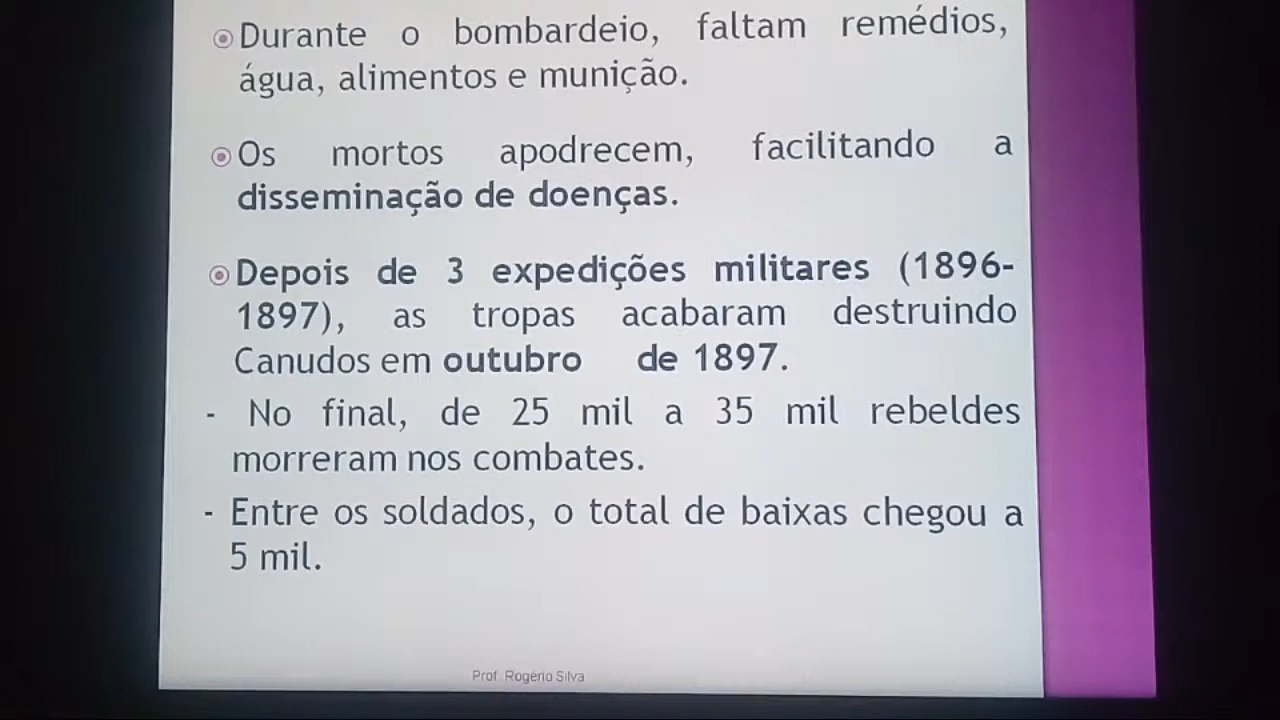 Durante o bombardeio, faltam remédios,
água, alimentos e munição.
Os mortos apodrecem, facilitando a
disseminação de doenças.
Depois de 3 expedições militares (1896-
1897), as tropas acabaram destruindo
Canudos em outubro de 1897.
- No final, de 25 mil a 35 mil rebeldes
morreram nos combates.
- Entre os soldados, o total de baixas chegou a
5 mil.
Prof. Rogério Silva